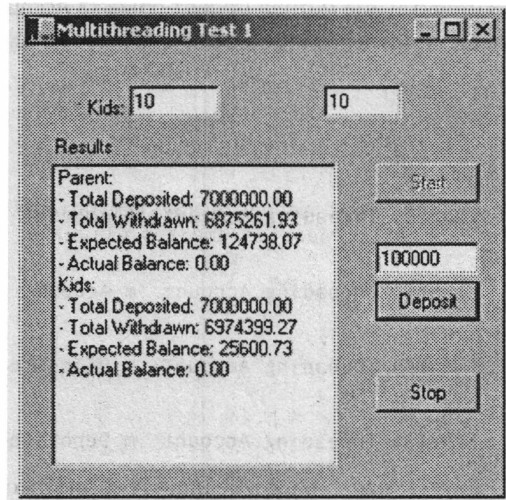 Multithreading Test 1
Kids: 10 10
Results
Parent:
- Total Deposited: 7000000.00
- Total Withdrawn: 6875261.93
- Expected Balance: 124738.07
- Actual Balance: 0.00
Kids:
- Total Deposited: 7000000.00
- Total Withdrawn: 6974399.27
- Expected Balance: 25600.73
- Actual Balance: 0.00
Start
100000
Deposit
Stop